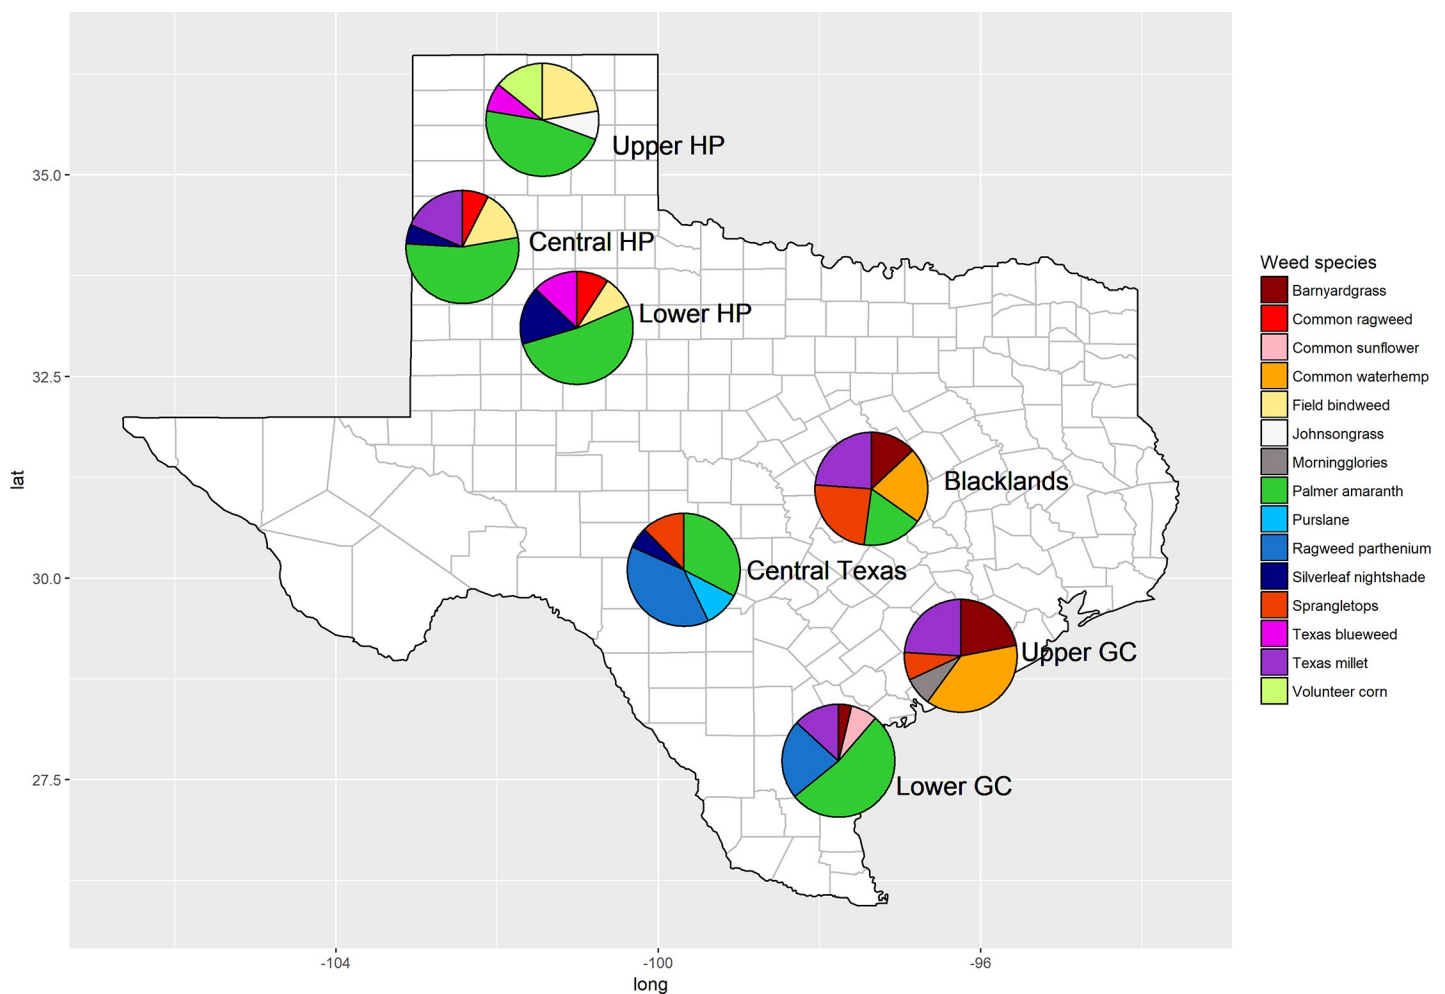 Upper HP
Central HP
Lower HP
Blacklands
Central Texas
Upper GC
Lower GC
35.0
32.5
30.0
27.5
lat
-104
-100
-96
long
Weed species
Barnyardgrass
Common ragweed
Common sunflower
Common waterhemp
Field bindweed
Johnsongrass
Morningglories
Palmer amaranth
Purslane
Ragweed parthenium
Silverleaf nightshade
Sprangletops
Texas blueweed
Texas millet
Volunteer corn